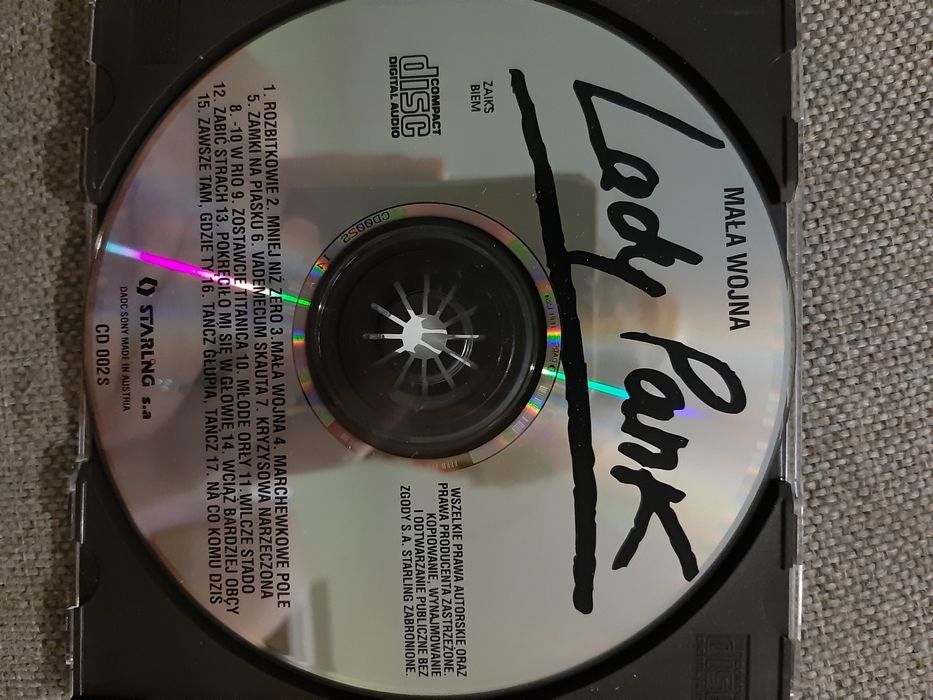 MAŁA WOJNA
Lady Pank
ZAIKS
BIEM
COMPACT
disc
DIGITAL AUDIO
WSZELKIE PRAWA AUTORSKIE ORAZ
PRAWA PRODUCENTA ZASTRZEŻONE.
KOPIOWANIE, WYNAJMOWANIE
I ODTWARZANIE PUBLICZNE BEZ
ZGODY S.A. STARLING ZABRONIONE.
1. ROZBITKOWIE 2. MNIEJ NIŻ ZERO 3. MAŁA WOJNA 4. MARCHEWKOWE POLE
5. ZAMKI NA PIASKU 6. VADEMECUM SKAUTA 7. KRYZYSOWA NARZECZONA
8. -10 W RIO 9. ZOSTAWCIE TITANICA 10. MŁODE ORŁY 11. WILCZE STADO
12. ZABIĆ STRACH 13. POKRĘCIŁO MI SIĘ W GŁOWIE 14. WCIĄŻ BARDZIEJ OBCY
15. ZAWSZE TAM, GDZIE TY 16. TAŃCZ GŁUPIA, TAŃCZ 17. NA CO KOMU DZIŚ
STARLING s.a
DADC SONY MADE IN AUSTRIA
CD 002 S
disc